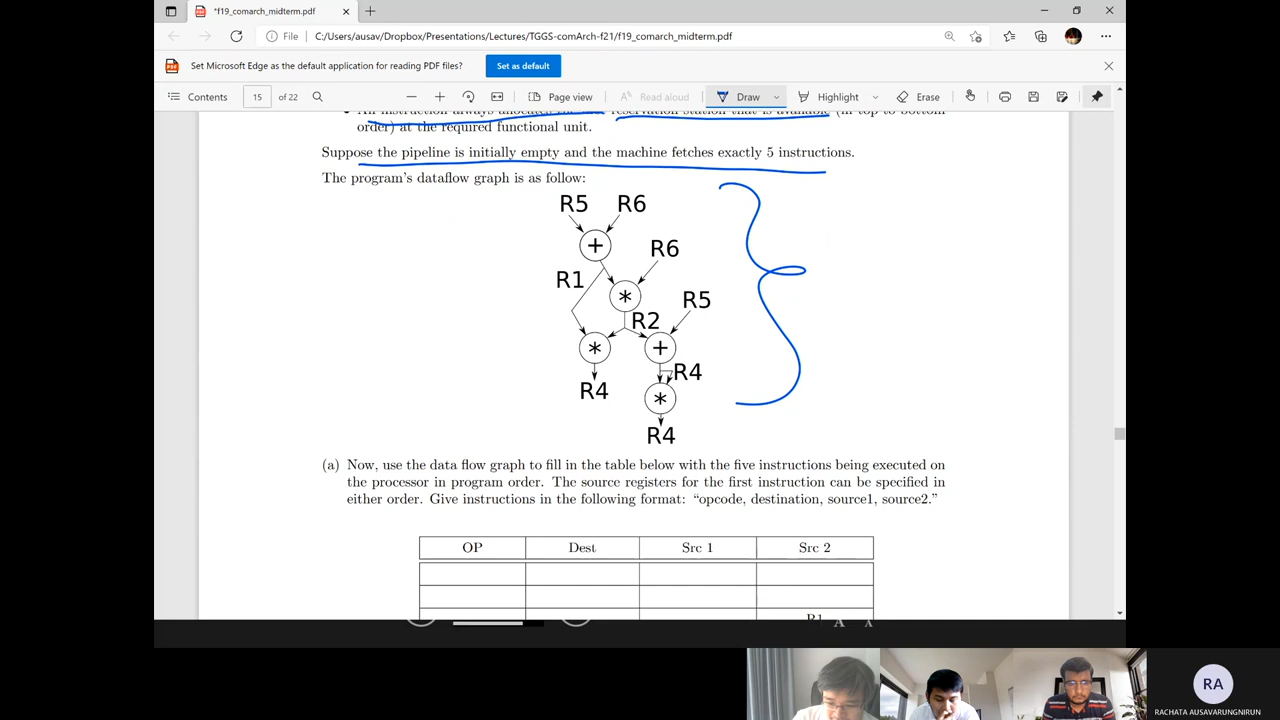 *f19_comarch_midterm.pdf
File
C:/Users/ausav/Dropbox/Presentations/Lectures/TGGS-comArch-f21/f19_comarch_midterm.pdf
Set Microsoft Edge as the default application for reading PDF files?
Set as default
Contents
15
of 22
Page view
Read aloud
Draw
Highlight
Erase
order) at the required functional unit.
Suppose the pipeline is initially empty and the machine fetches exactly 5 instructions.
The program's dataflow graph is as follow:
R5 R6
+
R6
R1
*
R5
R2
* +
R4
R4
*
R4
(a) Now, use the data flow graph to fill in the table below with the five instructions being executed on
the processor in program order. The source registers for the first instruction can be specified in
either order. Give instructions in the following format: “opcode, destination, source1, source2.”
OP Dest Src 1 Src 2
R1
RA
RACHATA AUSAVARUNGNIRUN